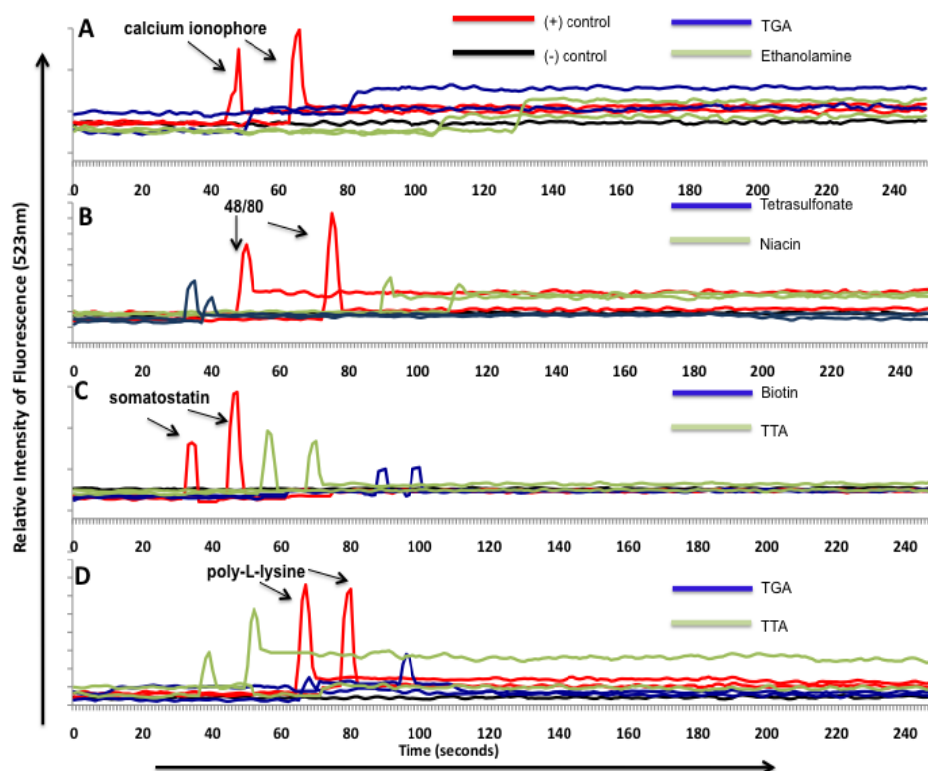 Relative Intensity of Fluorescence (523nm)
A
calcium ionophore
(+) control
(-) control
TGA
Ethanolamine
0 20 40 60 80 100 120 140 160 180 200 220 240
B
48/80
Tetrasulfonate
Niacin
0 20 40 60 80 100 120 140 160 180 200 220 240
C
somatostatin
Biotin
TTA
0 20 40 60 80 100 120 140 160 180 200 220 240
D
poly-L-lysine
TGA
TTA
0 20 40 60 80 100 120 140 160 180 200 220 240
Time (seconds)